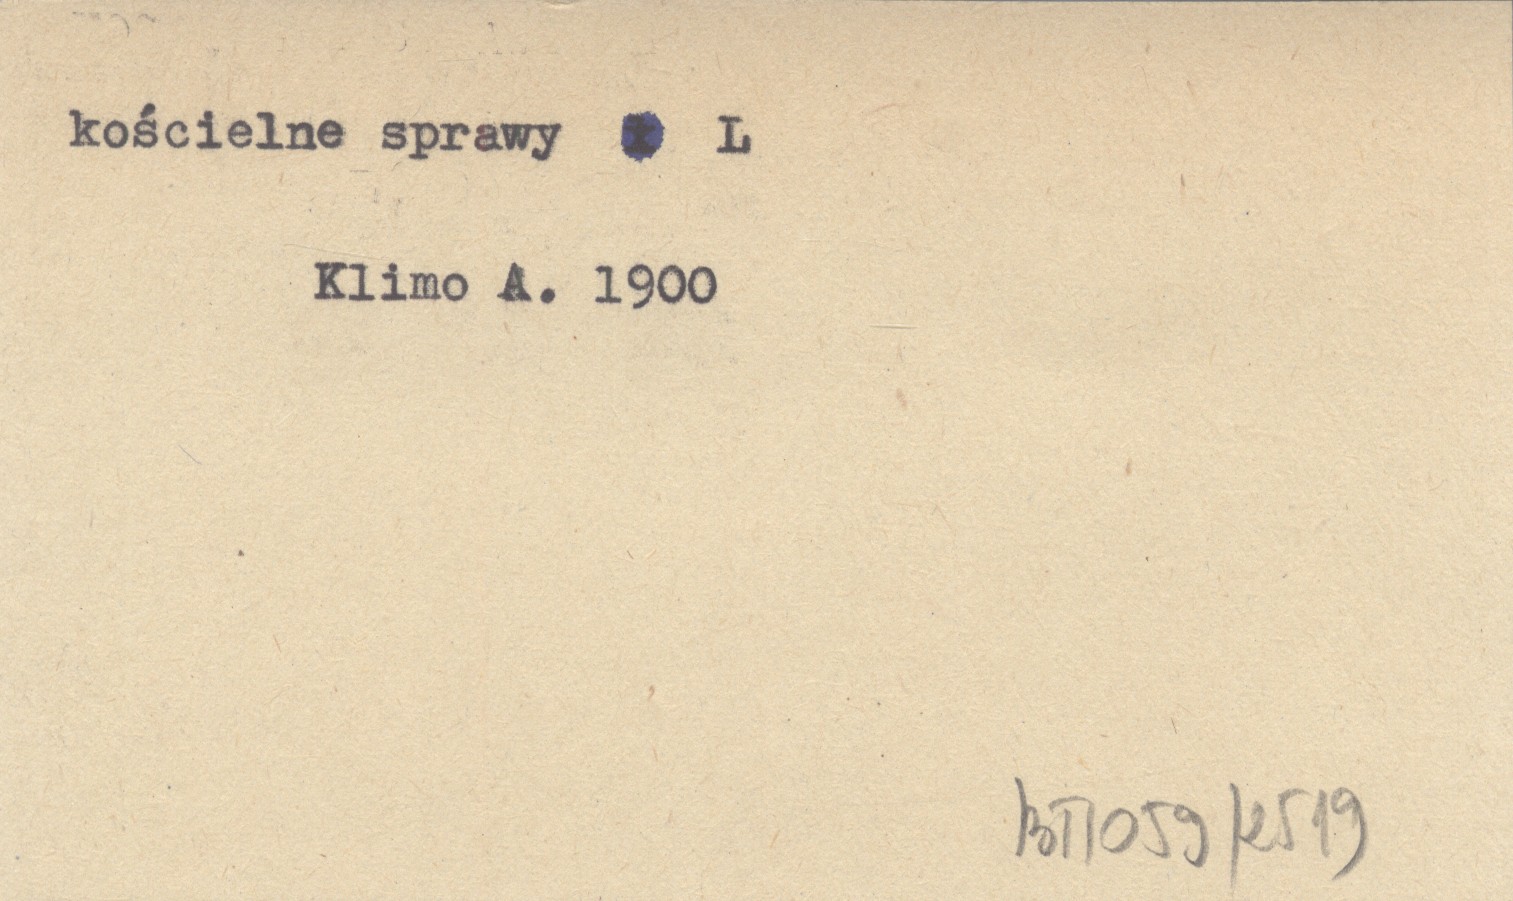 kościelne sprawy L
Klimo A. 1900